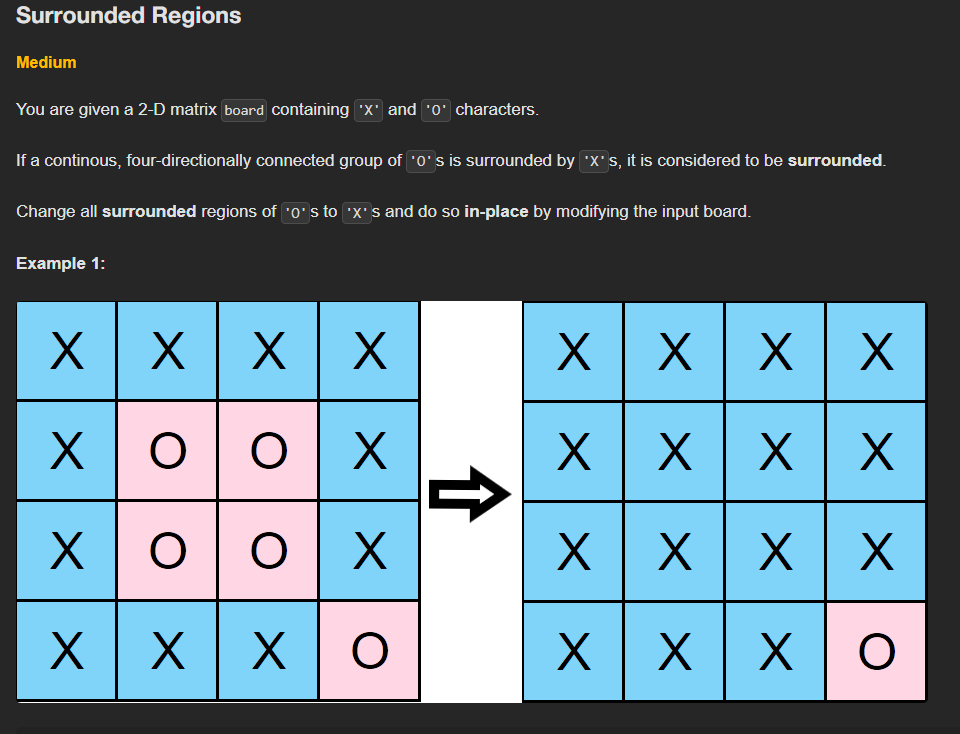 Surrounded Regions
Medium
You are given a 2-D matrix board containing 'X' and 'O' characters.
If a continous, four-directionally connected group of 'O's is surrounded by 'X's, it is considered to be surrounded.
Change all surrounded regions of 'O's to 'X's and do so in-place by modifying the input board.
Example 1:
X X X X X X X X
X O O X X X X X
X O O X X X X X
X X X O X X X O